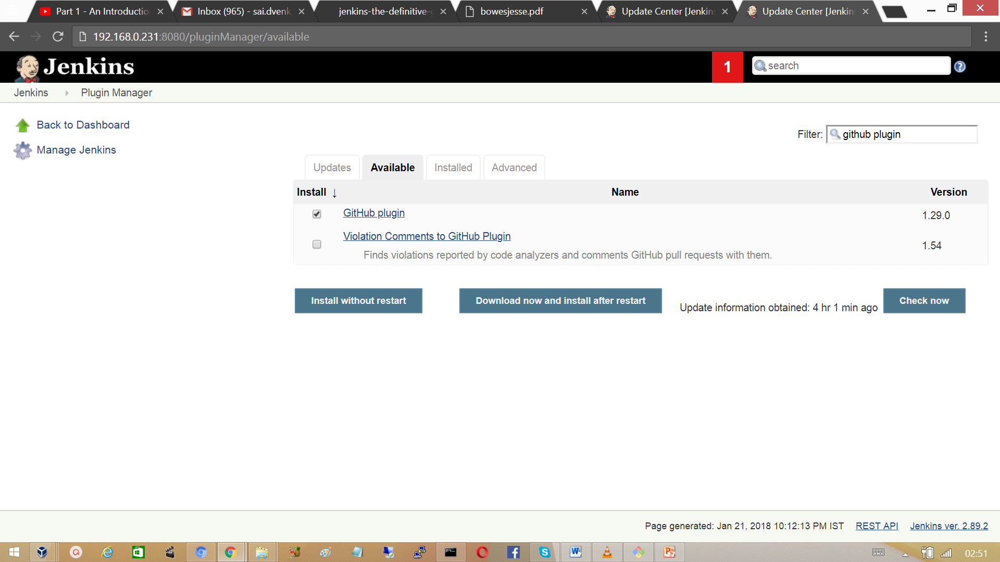 Part 1 - An Introductio
Inbox (965) - sai.dvenk
jenkins-the-definitive-g
bowesjesse.pdf
Update Center [Jenkins
Update Center [Jenkins
192.168.0.231:8080/pluginManager/available
Jenkins
1
search
Jenkins
Plugin Manager
Back to Dashboard
Manage Jenkins
Filter: github plugin
Updates
Available
Installed
Advanced
Install ↓
Name
Version
GitHub plugin
1.29.0
Violation Comments to GitHub Plugin
Finds violations reported by code analyzers and comments GitHub pull requests with them.
1.54
Install without restart
Download now and install after restart
Update information obtained: 4 hr 1 min ago
Check now
Page generated: Jan 21, 2018 10:12:13 PM IST
REST API
Jenkins ver. 2.89.2
02:51